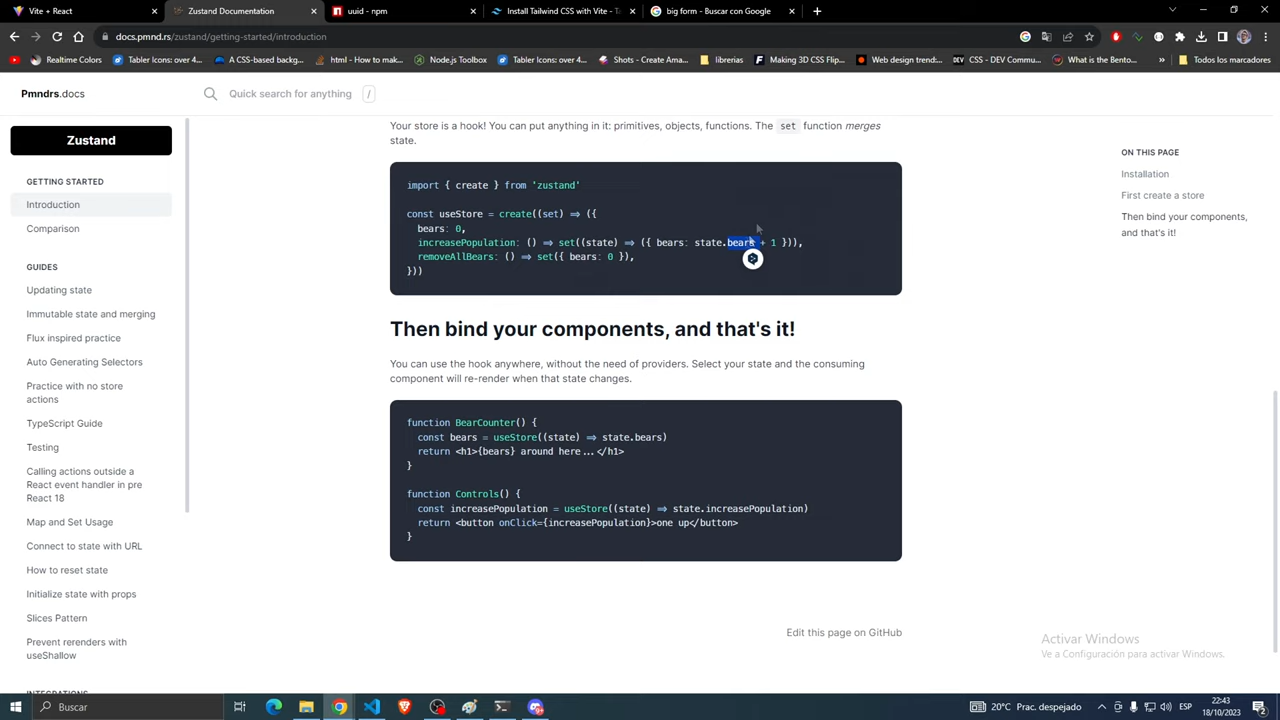 Vite + React
Zustand Documentation
uuid - npm
Install Tailwind CSS with Vite - Ta
big form - Buscar con Google
docs.pmnd.rs/zustand/getting-started/introduction
Tabler Icons: over 4...
A CSS-based backg...
html - How to mak...
Node.js Toolbox
Tabler Icons: over 4...
Shots - Create Ama...
librerias
Making 3D CSS Flip...
Web design trend:...
CSS - DEV Commu...
What is the Bento...
»
Todos los marcadores
Pmndrs.docs
Quick search for anything
/
Zustand
GETTING STARTED
Introduction
Comparison
GUIDES
Updating state
Immutable state and merging
Flux inspired practice
Auto Generating Selectors
Practice with no store
actions
TypeScript Guide
Testing
Calling actions outside a
React event handler in pre
React 18
Map and Set Usage
Connect to state with URL
How to reset state
Initialize state with props
Slices Pattern
Prevent rerenders with
useShallow
INTEGRATIONS
Your store is a hook! You can put anything in it: primitives, objects, functions. The set function merges
state.
import { create } from 'zustand'
const useStore = create((set) => ({
bears: 0,
increasePopulation: () => set((state) => ({ bears: state.bears + 1 })),
removeAllBears: () => set({ bears: 0 }),
}))
Then bind your components, and that's it!
You can use the hook anywhere, without the need of providers. Select your state and the consuming
component will re-render when that state changes.
function BearCounter() {
const bears = useStore((state) => state.bears)
return <h1>{bears} around here...</h1>
}
function Controls() {
const increasePopulation = useStore((state) => state.increasePopulation)
return <button onClick={increasePopulation}>one up</button>
}
Edit this page on GitHub
ON THIS PAGE
Installation
First create a store
Then bind your components,
and that's it!
Activar Windows
Ve a Configuración para activar Windows.
Buscar
20°C Prac. despejado
ESP
22:43
18/10/2023
2